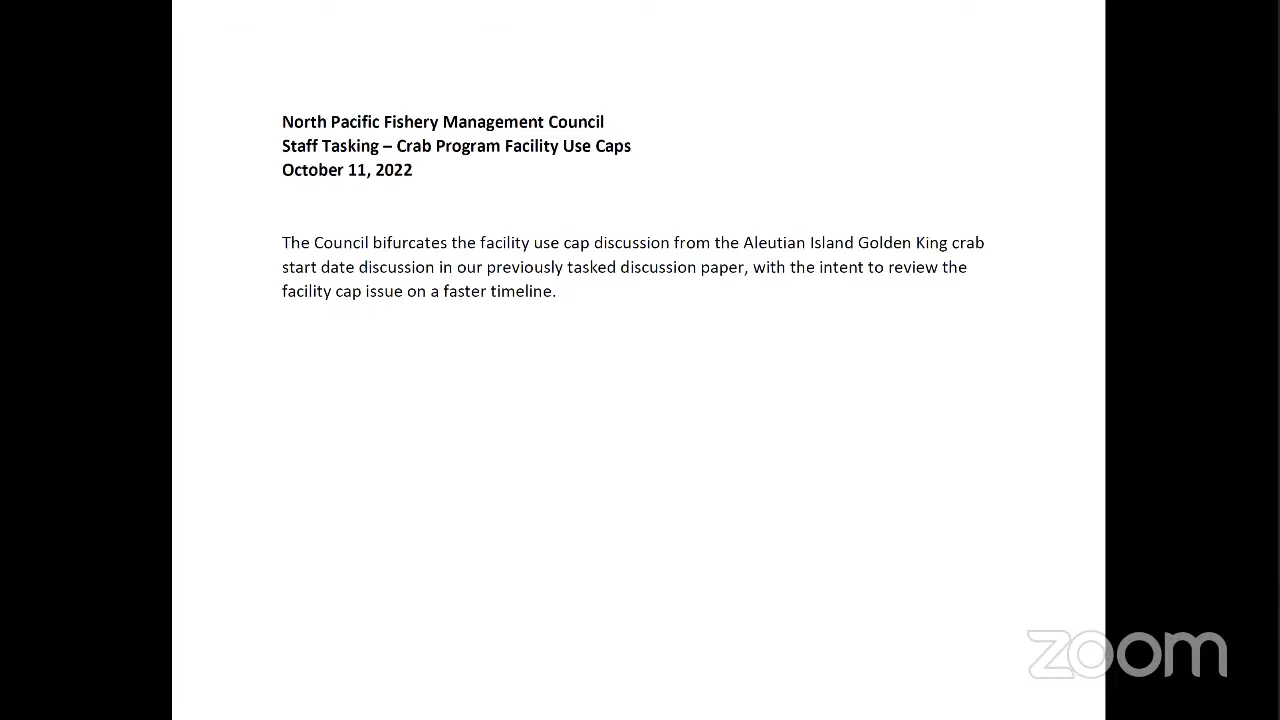 North Pacific Fishery Management Council
Staff Tasking – Crab Program Facility Use Caps
October 11, 2022
The Council bifurcates the facility use cap discussion from the Aleutian Island Golden King crab
start date discussion in our previously tasked discussion paper, with the intent to review the
facility cap issue on a faster timeline.
zoom